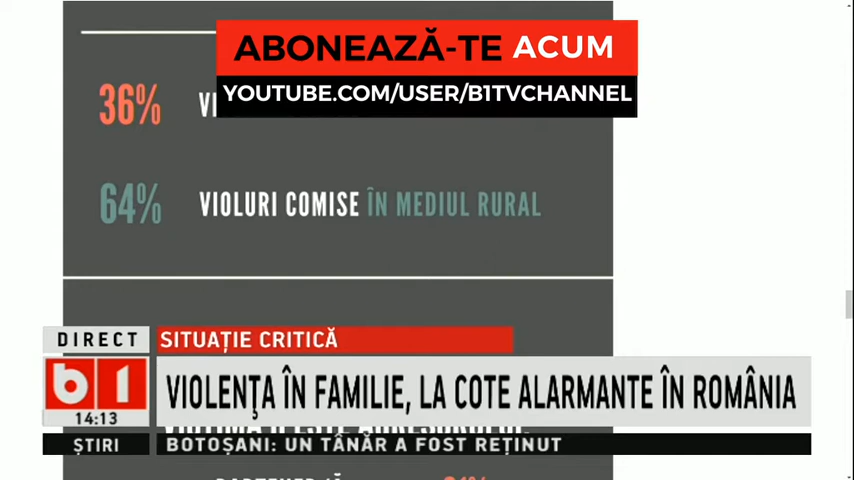 ABONEAZĂ-TE ACUM
YOUTUBE.COM/USER/B1TVCHANNEL
36%
64% VIOLURI COMISE ÎN MEDIUL RURAL
DIRECT SITUAȚIE CRITICĂ
b1 VIOLENȚA ÎN FAMILIE, LA COTE ALARMANTE ÎN ROMÂNIA
14:13
ȘTIRI BOTOȘANI: UN TÂNĂR A FOST REȚINUT